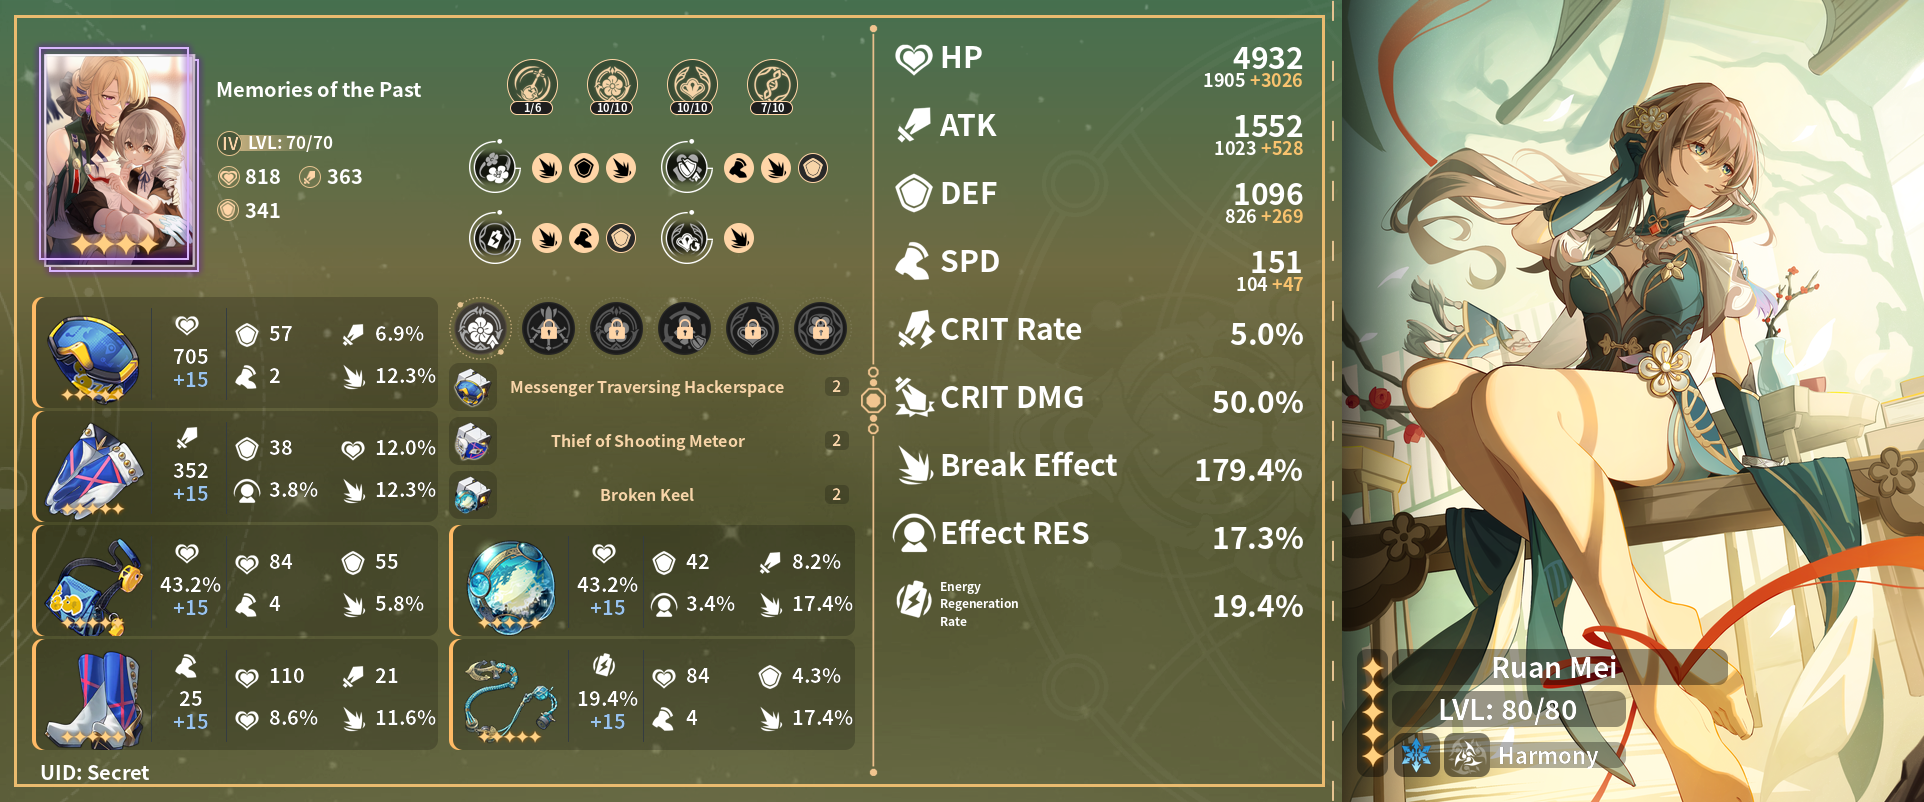 Memories of the Past
IV LVL: 70/70
818 363
341
1/6 10/10 10/10 7/10
705
+15
57 6.9%
2 12.3%
352
+15
38 12.0%
3.8% 12.3%
43.2%
+15
84 55
4 5.8%
25
+15
110 21
8.6% 11.6%
Messenger Traversing Hackerspace 2
Thief of Shooting Meteor 2
Broken Keel 2
43.2%
+15
42 8.2%
3.4% 17.4%
19.4%
+15
84 4.3%
4 17.4%
UID: Secret
HP 4932
1905 +3026
ATK 1552
1023 +528
DEF 1096
826 +269
SPD 151
104 +47
CRIT Rate 5.0%
CRIT DMG 50.0%
Break Effect 179.4%
Effect RES 17.3%
Energy
Regeneration
Rate
19.4%
Ruan Mei
LVL: 80/80
Harmony